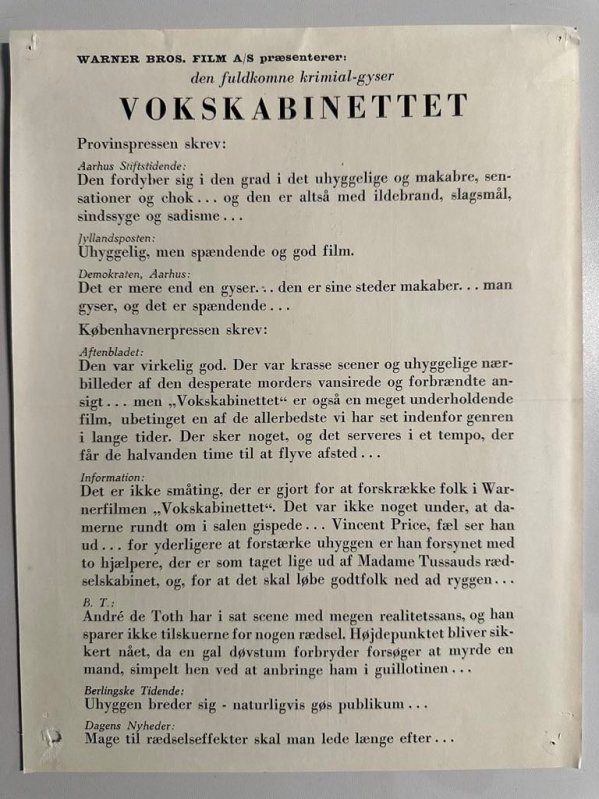 WARNER BROS. FILM A/S præsenterer:
den fuldkomne krimial-gyser
VOKSKABINETTET
Provinspressen skrev:
Aarhus Stiftstidende:
Den fordyber sig i den grad i det uhyggelige og makabre, sen-
sationer og chok... og den er altså med ildebrand, slagsmål,
sindssyge og sadisme...
Jyllandsposten:
Uhyggelig, men spændende og god film.
Demokraten, Aarhus:
Det er mere end en gyser... den er sine steder makaber... man
gyser, og det er spændende...
Københavnerpressen skrev:
Aftenbladet:
Den var virkelig god. Der var krasse scener og uhyggelige nær-
billeder af den desperate morders vansirede og forbrændte an-
sigt... men „Vokskabinettet“ er også en meget underholdende
film, ubetinget en af de allerbedste vi har set indenfor genren
i lange tider. Der sker noget, og det serveres i et tempo, der
får de halvanden time til at flyve afsted...
Information:
Det er ikke småting, der er gjort for at forskrække folk i War-
nerfilmen „Vokskabinettet“. Det var ikke noget under, at da-
merne rundt om i salen gispede... Vincent Price, fæl ser han
ud... for yderligere at forstærke uhyggen er han forsynet med
to hjælpere, der er som taget lige ud af Madame Tussauds ræd-
selskabinet, og, for at det skal løbe godtfolk ned ad ryggen...
B. T.:
André de Toth har i sat scene med megen realitetssans, og han
sparer ikke tilskuerne for nogen rædsel. Højdepunktet bliver sik-
kert nået, da en gal døvstum forbryder forsøger at myrde en
mand, simpelt hen ved at anbringe ham i guillotinen...
Berlingske Tidende:
Uhyggen breder sig - naturligvis gøs publikum...
Dagens Nyheder:
Mage til rædselseffekter skal man lede længe efter...